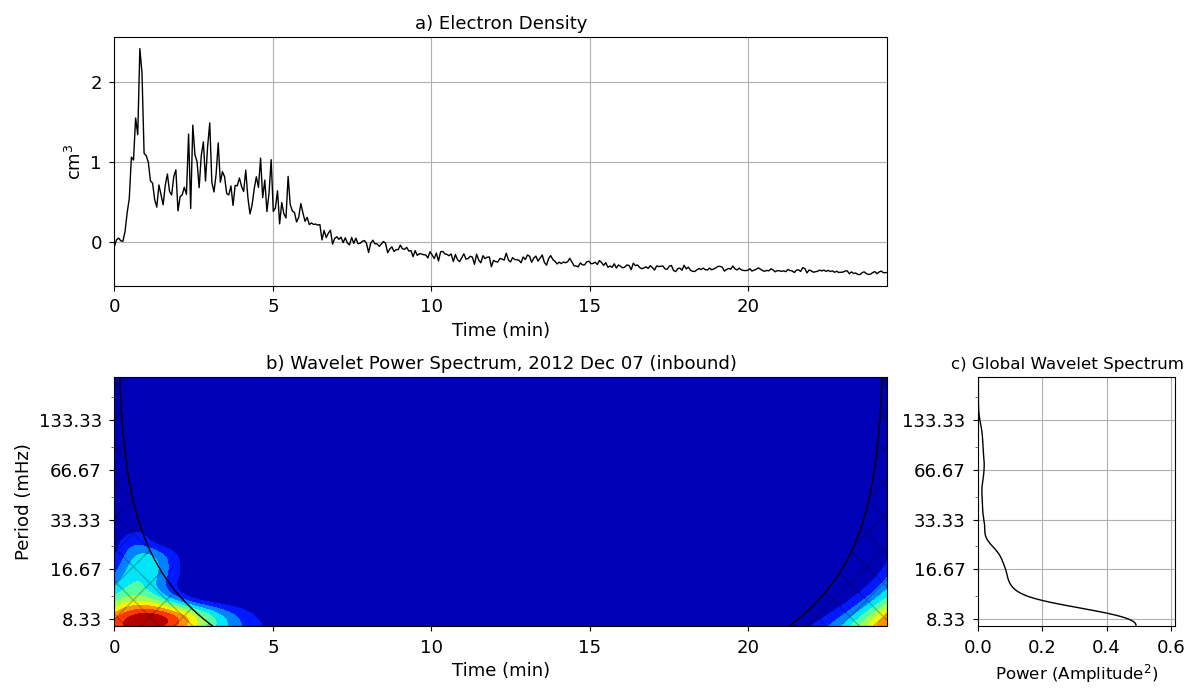 a) Electron Density
2
1
0
cm³
0 5 10 15 20
Time (min)
b) Wavelet Power Spectrum, 2012 Dec 07 (inbound)
133.33
66.67
33.33
16.67
8.33
Period (mHz)
0 5 10 15 20
Time (min)
c) Global Wavelet Spectrum
133.33
66.67
33.33
16.67
8.33
0.0 0.2 0.4 0.6
Power (Amplitude²)